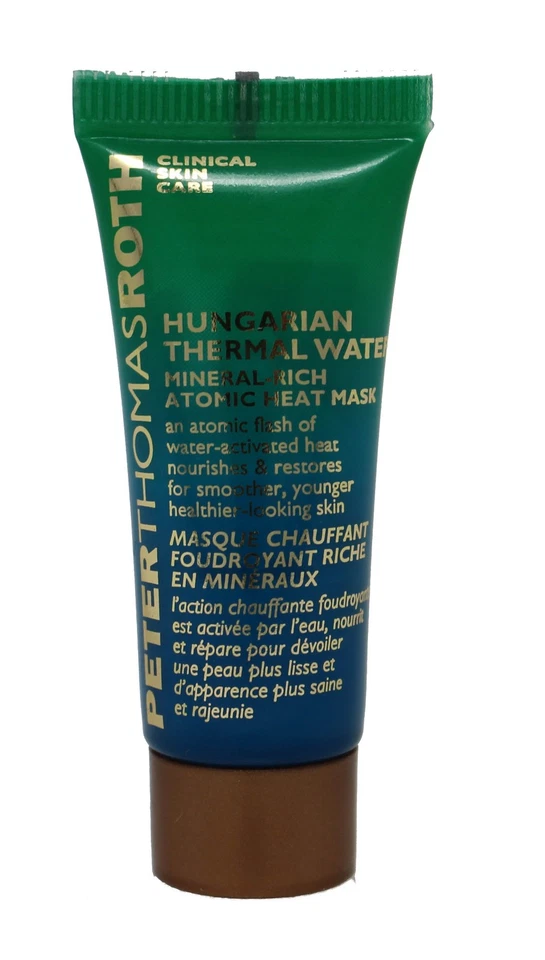 PETERTHOMASROTH
CLINICAL
SKIN
CARE
HUNGARIAN
THERMAL WATER
MINERAL-RICH
ATOMIC HEAT MASK
an atomic flash of
water-activated heat
nourishes & restores
for smoother, younger
healthier-looking skin
MASQUE CHAUFFANT
FOUDROYANT RICHE
EN MINÉRAUX
l'action chauffante foudroyante
est activée par l'eau, nourrit
et répare pour dévoiler
une peau plus lisse et
d'apparence plus saine
et rajeunie